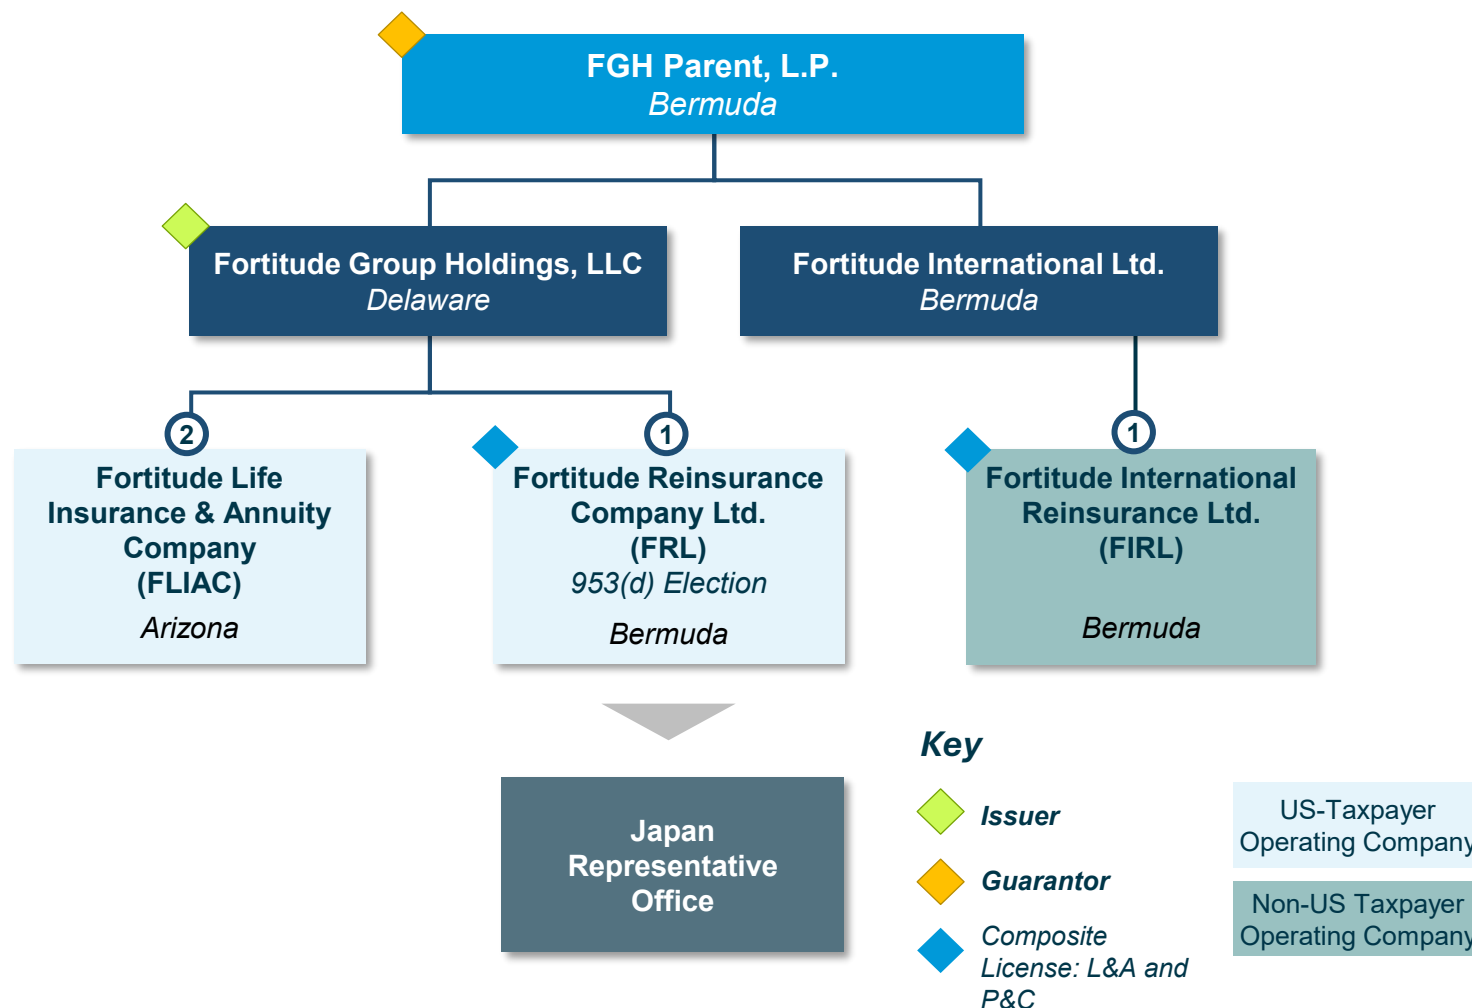 FGH Parent, L.P.
Bermuda
Fortitude Group Holdings, LLC
Delaware
Fortitude International Ltd.
Bermuda
2
Fortitude Life
Insurance & Annuity
Company
(FLIAC)
Arizona
1
Fortitude Reinsurance
Company Ltd.
(FRL)
953(d) Election
Bermuda
1
Fortitude International
Reinsurance Ltd.
(FIRL)
Bermuda
Japan
Representative
Office
Key
Issuer
Guarantor
Composite
License: L&A and
P&C
US-Taxpayer
Operating Company
Non-US Taxpayer
Operating Company